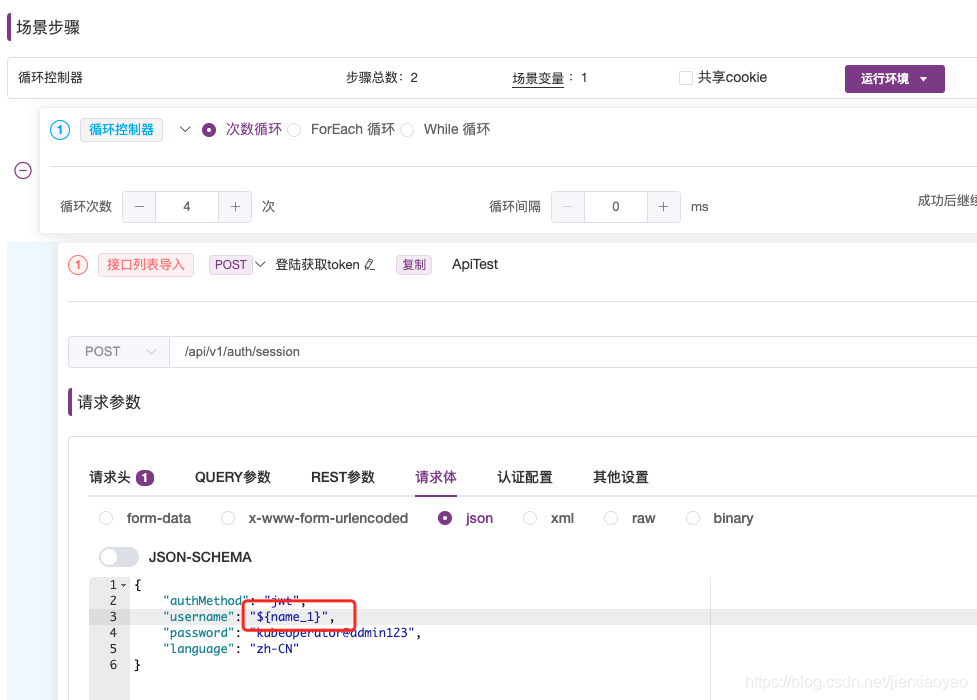 场景步骤
循环控制器 步骤总数: 2 场景变量 : 1 共享cookie 运行环境
1 循环控制器 次数循环 ForEach 循环 While 循环
循环次数 4 次 循环间隔 0 ms 成功后继续
1 接口列表导入 POST 登陆获取token 复制 ApiTest
POST /api/v1/auth/session
请求参数
请求头 1 QUERY参数 REST参数 请求体 认证配置 其他设置
form-data x-www-form-urlencoded json xml raw binary
JSON-SCHEMA
1 {
2 "authMethod": "jwt",
3 "username": "${name_1}",
4 "password": "kubeoperator@admin123",
5 "language": "zh-CN"
6 }
https://blog.csdn.net/jierxiaoyao